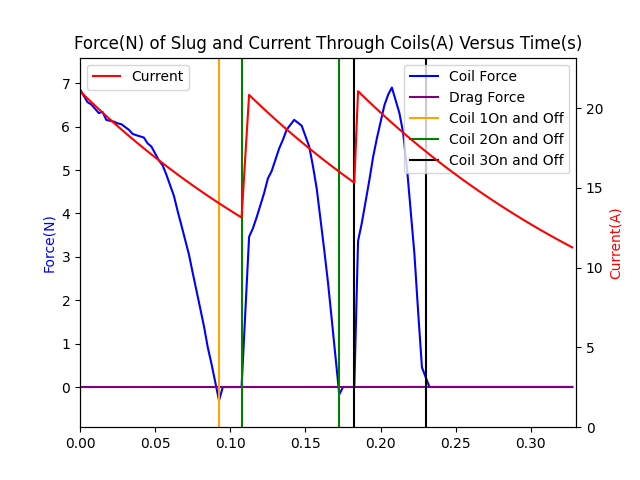 Force(N) of Slug and Current Through Coils(A) Versus Time(s)
Current
Coil Force
Drag Force
Coil 1On and Off
Coil 2On and Off
Coil 3On and Off
Force(N)
7
6
5
4
3
2
1
0
Current(A)
20
15
10
5
0
0.00 0.05 0.10 0.15 0.20 0.25 0.30